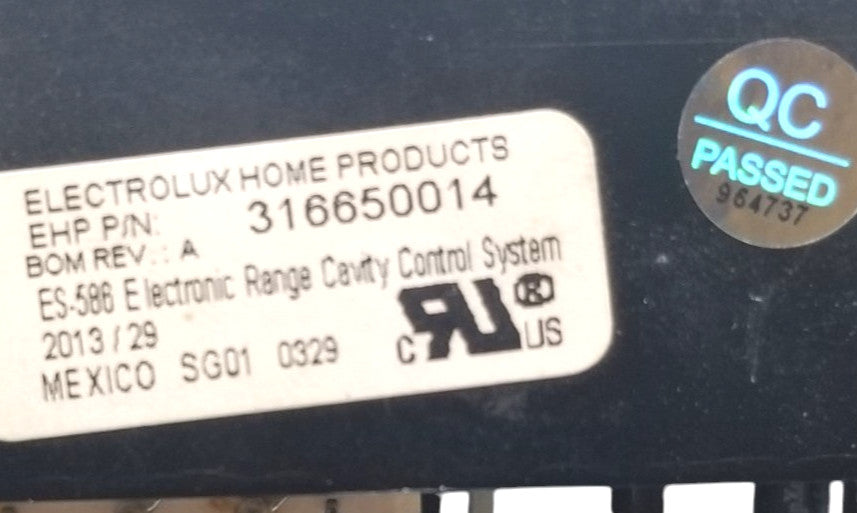 ELECTROLUX HOME PRODUCTS
EHP P/N: 316650014
BOM REV. : A
ES-586 Electronic Range Cavity Control System
2013 / 29
MEXICO SG01 0329
C RU ® US
QC
PASSED
964737